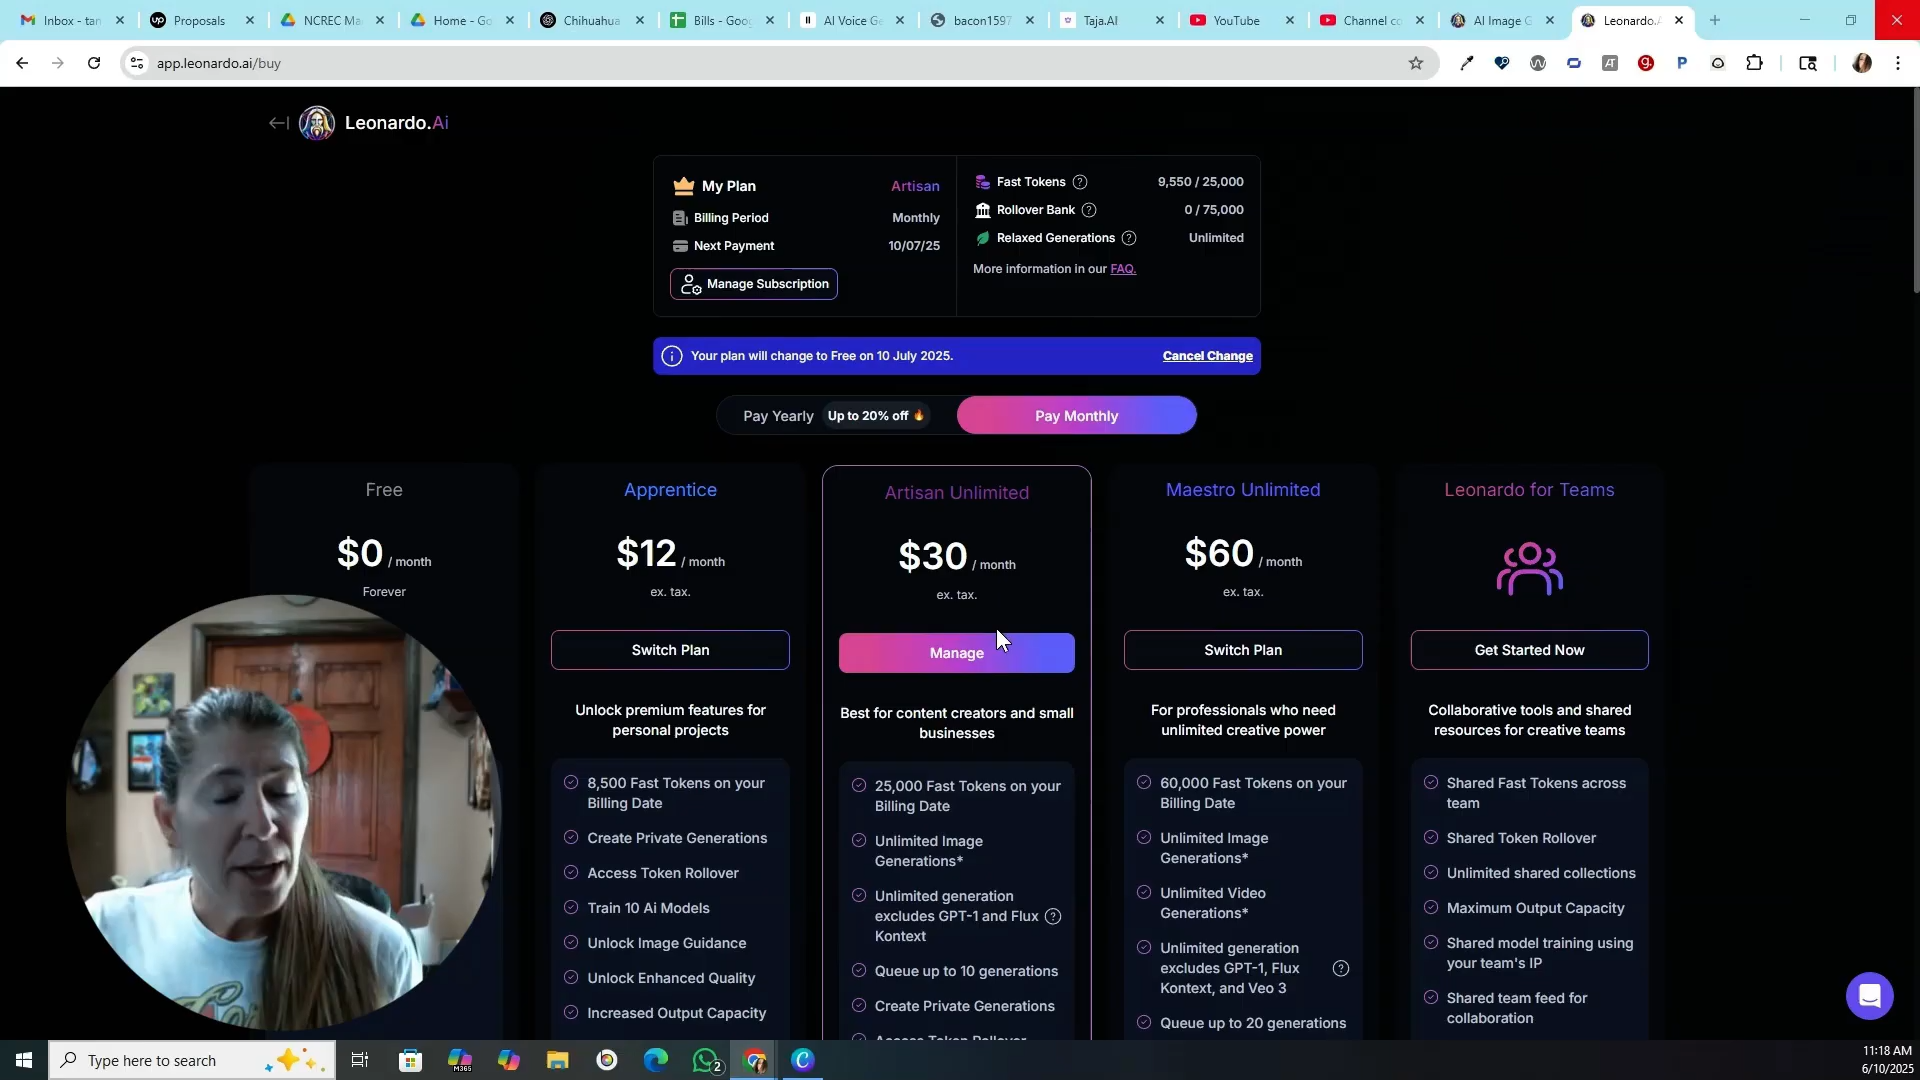 Inbox - tan
Proposals
NCREC Ma
Home - Go
Chihuahua
Bills - Goog
AI Voice Ge
bacon1597
Taja.AI
YouTube
Channel co
AI Image G
Leonardo.A
app.leonardo.ai/buy
Leonardo.Ai
My Plan Artisan
Billing Period Monthly
Next Payment 10/07/25
Manage Subscription
Fast Tokens 9,550 / 25,000
Rollover Bank 0 / 75,000
Relaxed Generations Unlimited
More information in our FAQ.
Your plan will change to Free on 10 July 2025. Cancel Change
Pay Yearly Up to 20% off Pay Monthly
Free
$0 / month
Forever
Apprentice
$12 / month
ex. tax.
Switch Plan
Unlock premium features for
personal projects
8,500 Fast Tokens on your
Billing Date
Create Private Generations
Access Token Rollover
Train 10 Ai Models
Unlock Image Guidance
Unlock Enhanced Quality
Increased Output Capacity
Artisan Unlimited
$30 / month
ex. tax.
Manage
Best for content creators and small
businesses
25,000 Fast Tokens on your
Billing Date
Unlimited Image
Generations*
Unlimited generation
excludes GPT-1 and Flux
Kontext
Queue up to 10 generations
Create Private Generations
Access Token Rollover
Maestro Unlimited
$60 / month
ex. tax.
Switch Plan
For professionals who need
unlimited creative power
60,000 Fast Tokens on your
Billing Date
Unlimited Image
Generations*
Unlimited Video
Generations*
Unlimited generation
excludes GPT-1, Flux
Kontext, and Veo 3
Queue up to 20 generations
Leonardo for Teams
Get Started Now
Collaborative tools and shared
resources for creative teams
Shared Fast Tokens across
team
Shared Token Rollover
Unlimited shared collections
Maximum Output Capacity
Shared model training using
your team's IP
Shared team feed for
collaboration
Type here to search
M365
2
11:18 AM
6/10/2025